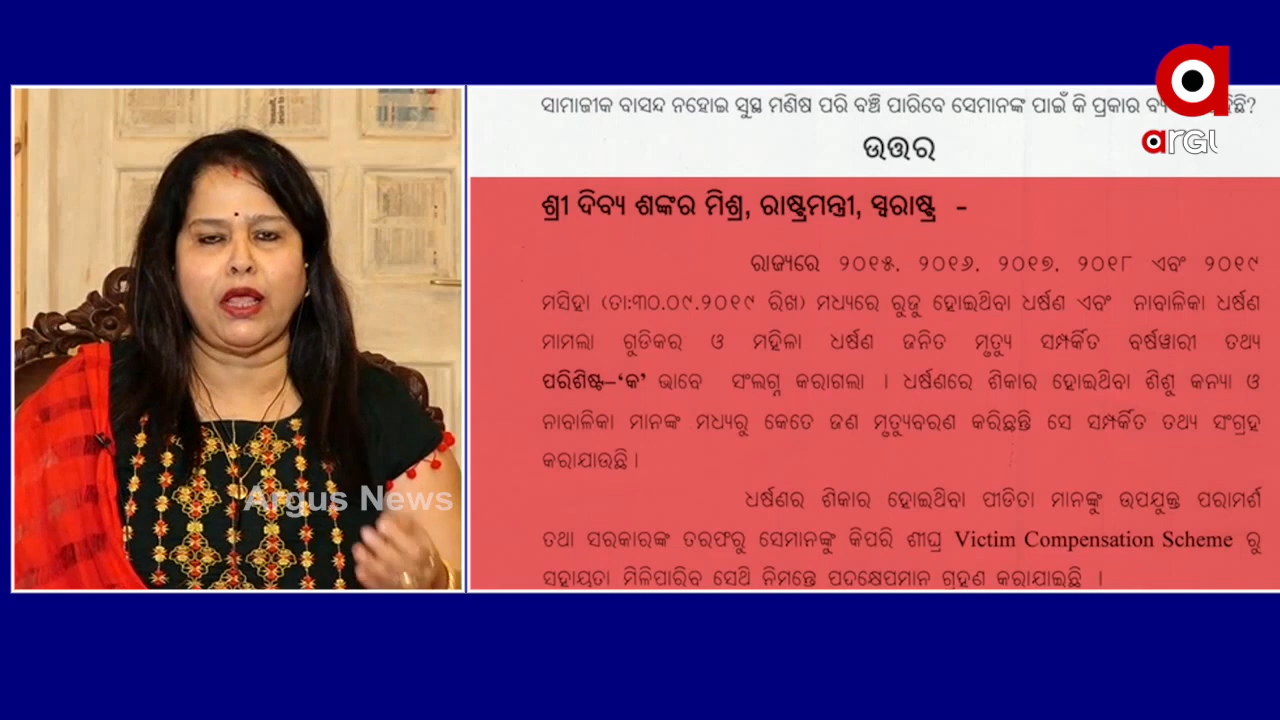 ସାମାଜୀକ ବାସନ୍ଦ ନହୋଇ ସୁସ୍ଥ ମଣିଷ ପରି ବଞ୍ଚି ପାରିବେ ସେମାନଙ୍କ ପାଇଁ କି ପ୍ରକାର
ଉତ୍ତର
ଶ୍ରୀ ଦିବ୍ୟ ଶଙ୍କର ମିଶ୍ର, ରାଷ୍ଟ୍ରମନ୍ତ୍ରୀ, ସ୍ୱରାଷ୍ଟ୍ର -
ରାଜ୍ୟରେ ୨୦୧୫, ୨୦୧୬, ୨୦୧୭, ୨୦୧୮ ଏବଂ ୨୦୧୯
ମସିହା (ତା:୩୦.୦୯.୨୦୧୯ ରିଖ) ମଧ୍ୟରେ ରୁଜୁ ହୋଇଥିବା ଧର୍ଷଣ ଏବଂ ନାବାଳିକା ଧର୍ଷଣ
ମାମଲା ଗୁଡିକର ଓ ମହିଳା ଧର୍ଷଣ ଜନିତ ମୃତ୍ୟୁ ସମ୍ପର୍କିତ ବର୍ଷୱାରୀ ତଥ୍ୟ
ପରିଶିଷ୍ଟ–‘କ’ ଭାବେ ସଂଲଗ୍ନ କରାଗଲା । ଧର୍ଷଣରେ ଶିକାର ହୋଇଥିବା ଶିଶୁ କନ୍ୟା ଓ
ନାବାଳିକା ମାନଙ୍କ ମଧ୍ୟରୁ କେତେ ଜଣ ମୃତ୍ୟୁବରଣ କରିଛନ୍ତି ସେ ସମ୍ପର୍କିତ ତଥ୍ୟ ସଂଗ୍ରହ
କରାଯାଉଛି ।
ଧର୍ଷଣର ଶିକାର ହୋଇଥିବା ପୀଡିତା ମାନଙ୍କୁ ଉପଯୁକ୍ତ ପରାମର୍ଶ
ତଥା ସରକାରଙ୍କ ତରଫରୁ ସେମାନଙ୍କୁ କିପରି ଶୀଘ୍ର Victim Compensation Scheme ରୁ
ସହାୟତା ମିଳିପାରିବ ସେଥି ନିମନ୍ତେ ପଦକ୍ଷେପମାନ ଗ୍ରହଣ କରାଯାଇଛି ।
Argus News